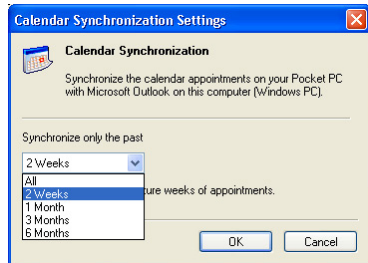 Calendar Synchronization Settings
Calendar Synchronization
Synchronize the calendar appointments on your Pocket PC
with Microsoft Outlook on this computer (Windows PC).
Synchronize only the past
2 Weeks
All
2 Weeks
weeks of appointments.
1 Month
3 Months
6 Months
OK
Cancel